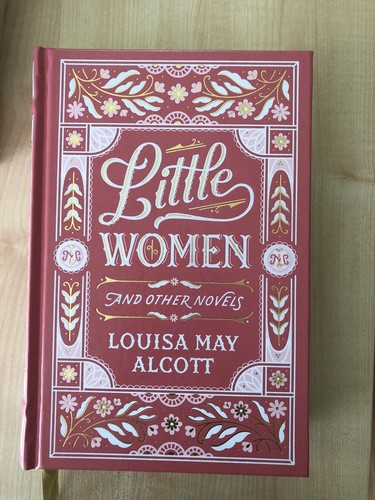 Little
WOMEN
AND OTHER NOVELS
LOUISA MAY
ALCOTT